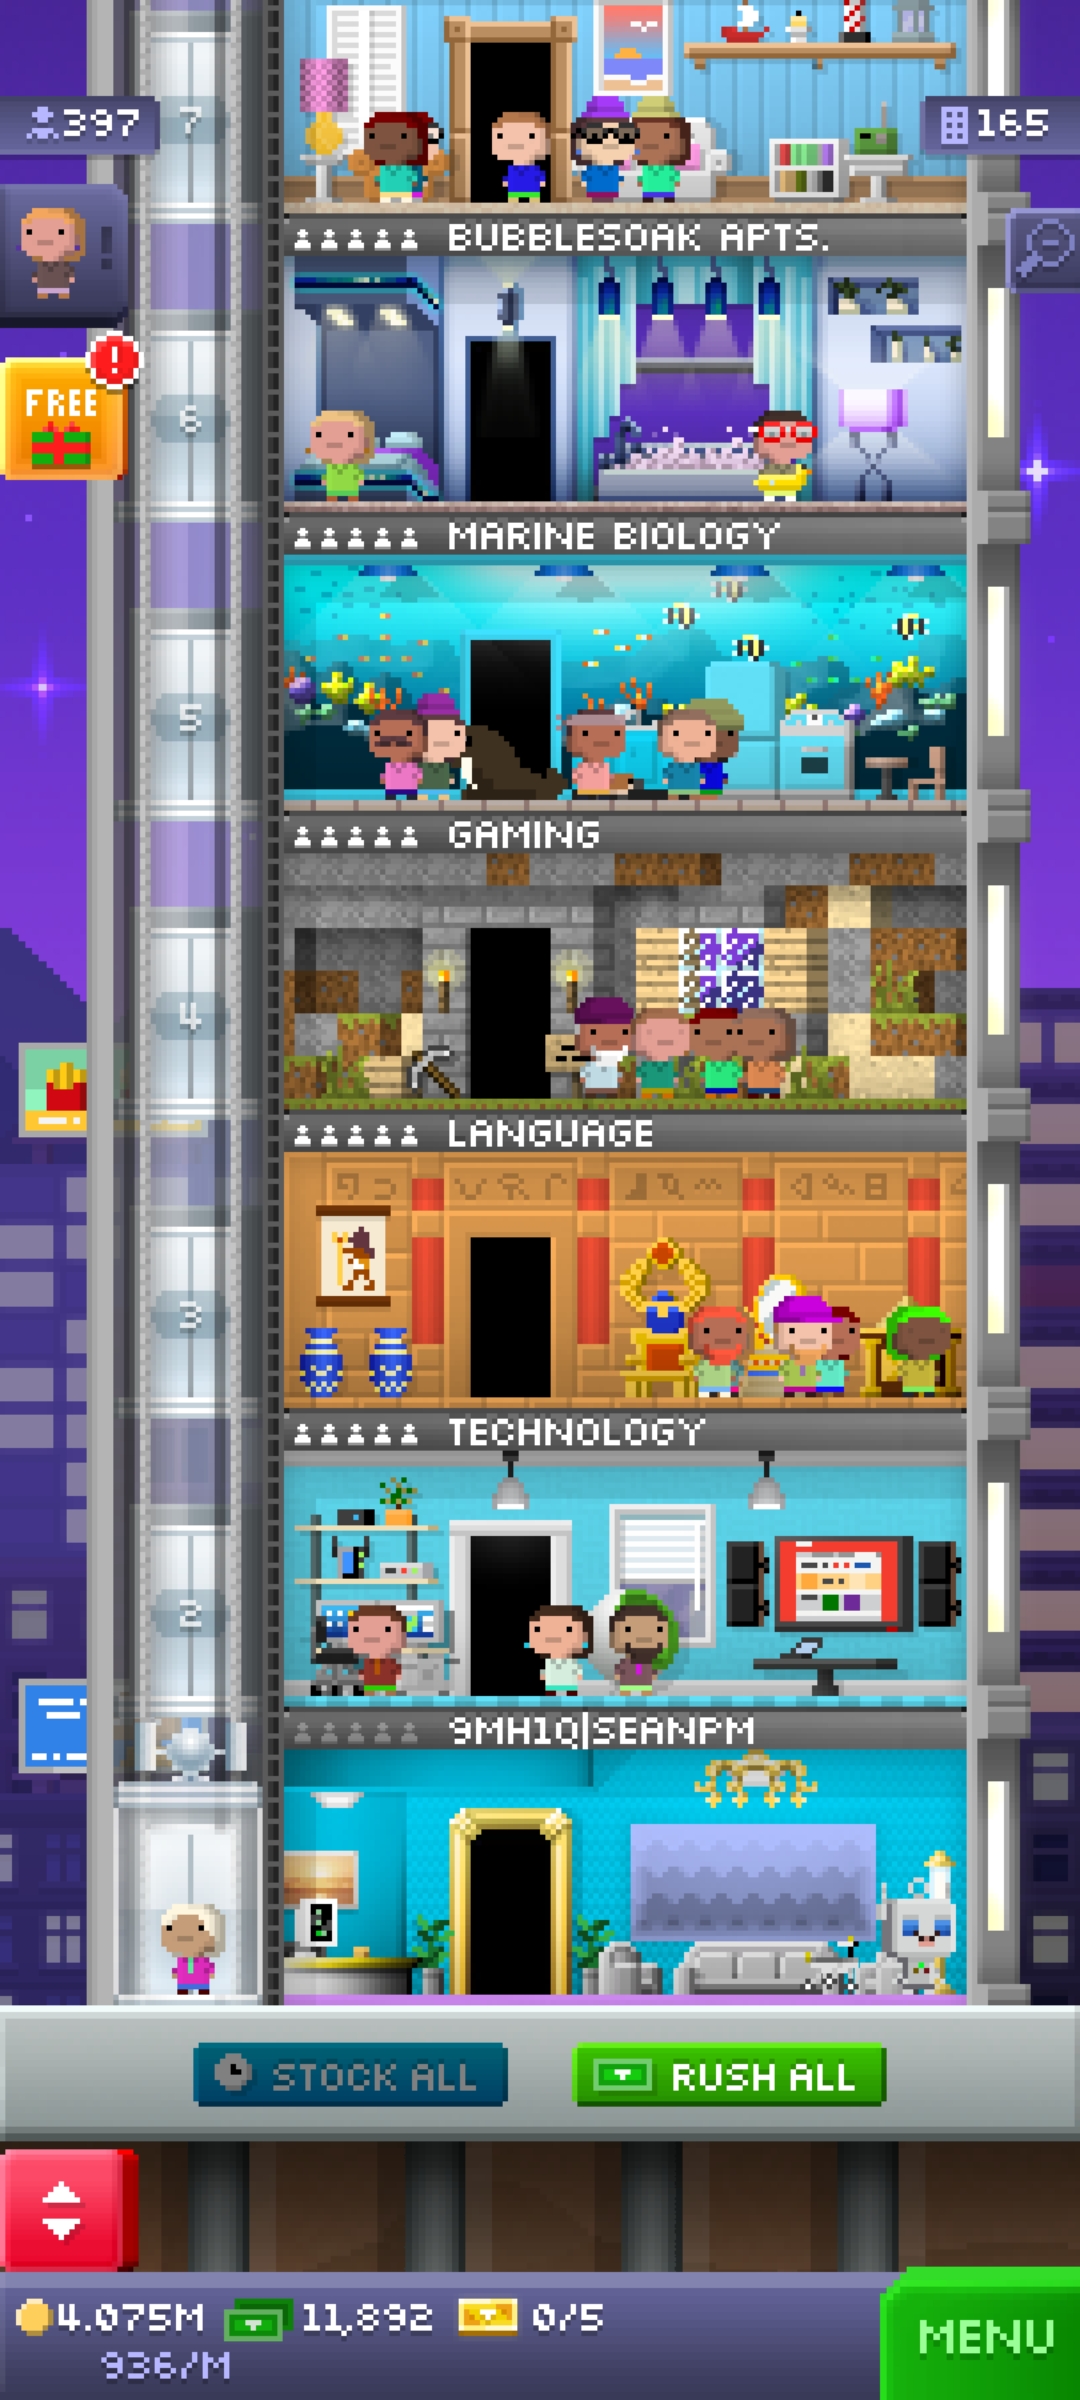 397
7
165
BUBBLESOAK APTS.
!
FREE
!
6
MARINE BIOLOGY
5
GAMING
4
LANGUAGE
3
TECHNOLOGY
2
9MH1Q|SEANPM
STOCK ALL
RUSH ALL
4.075M
11,892
0/5
936/M
MENU